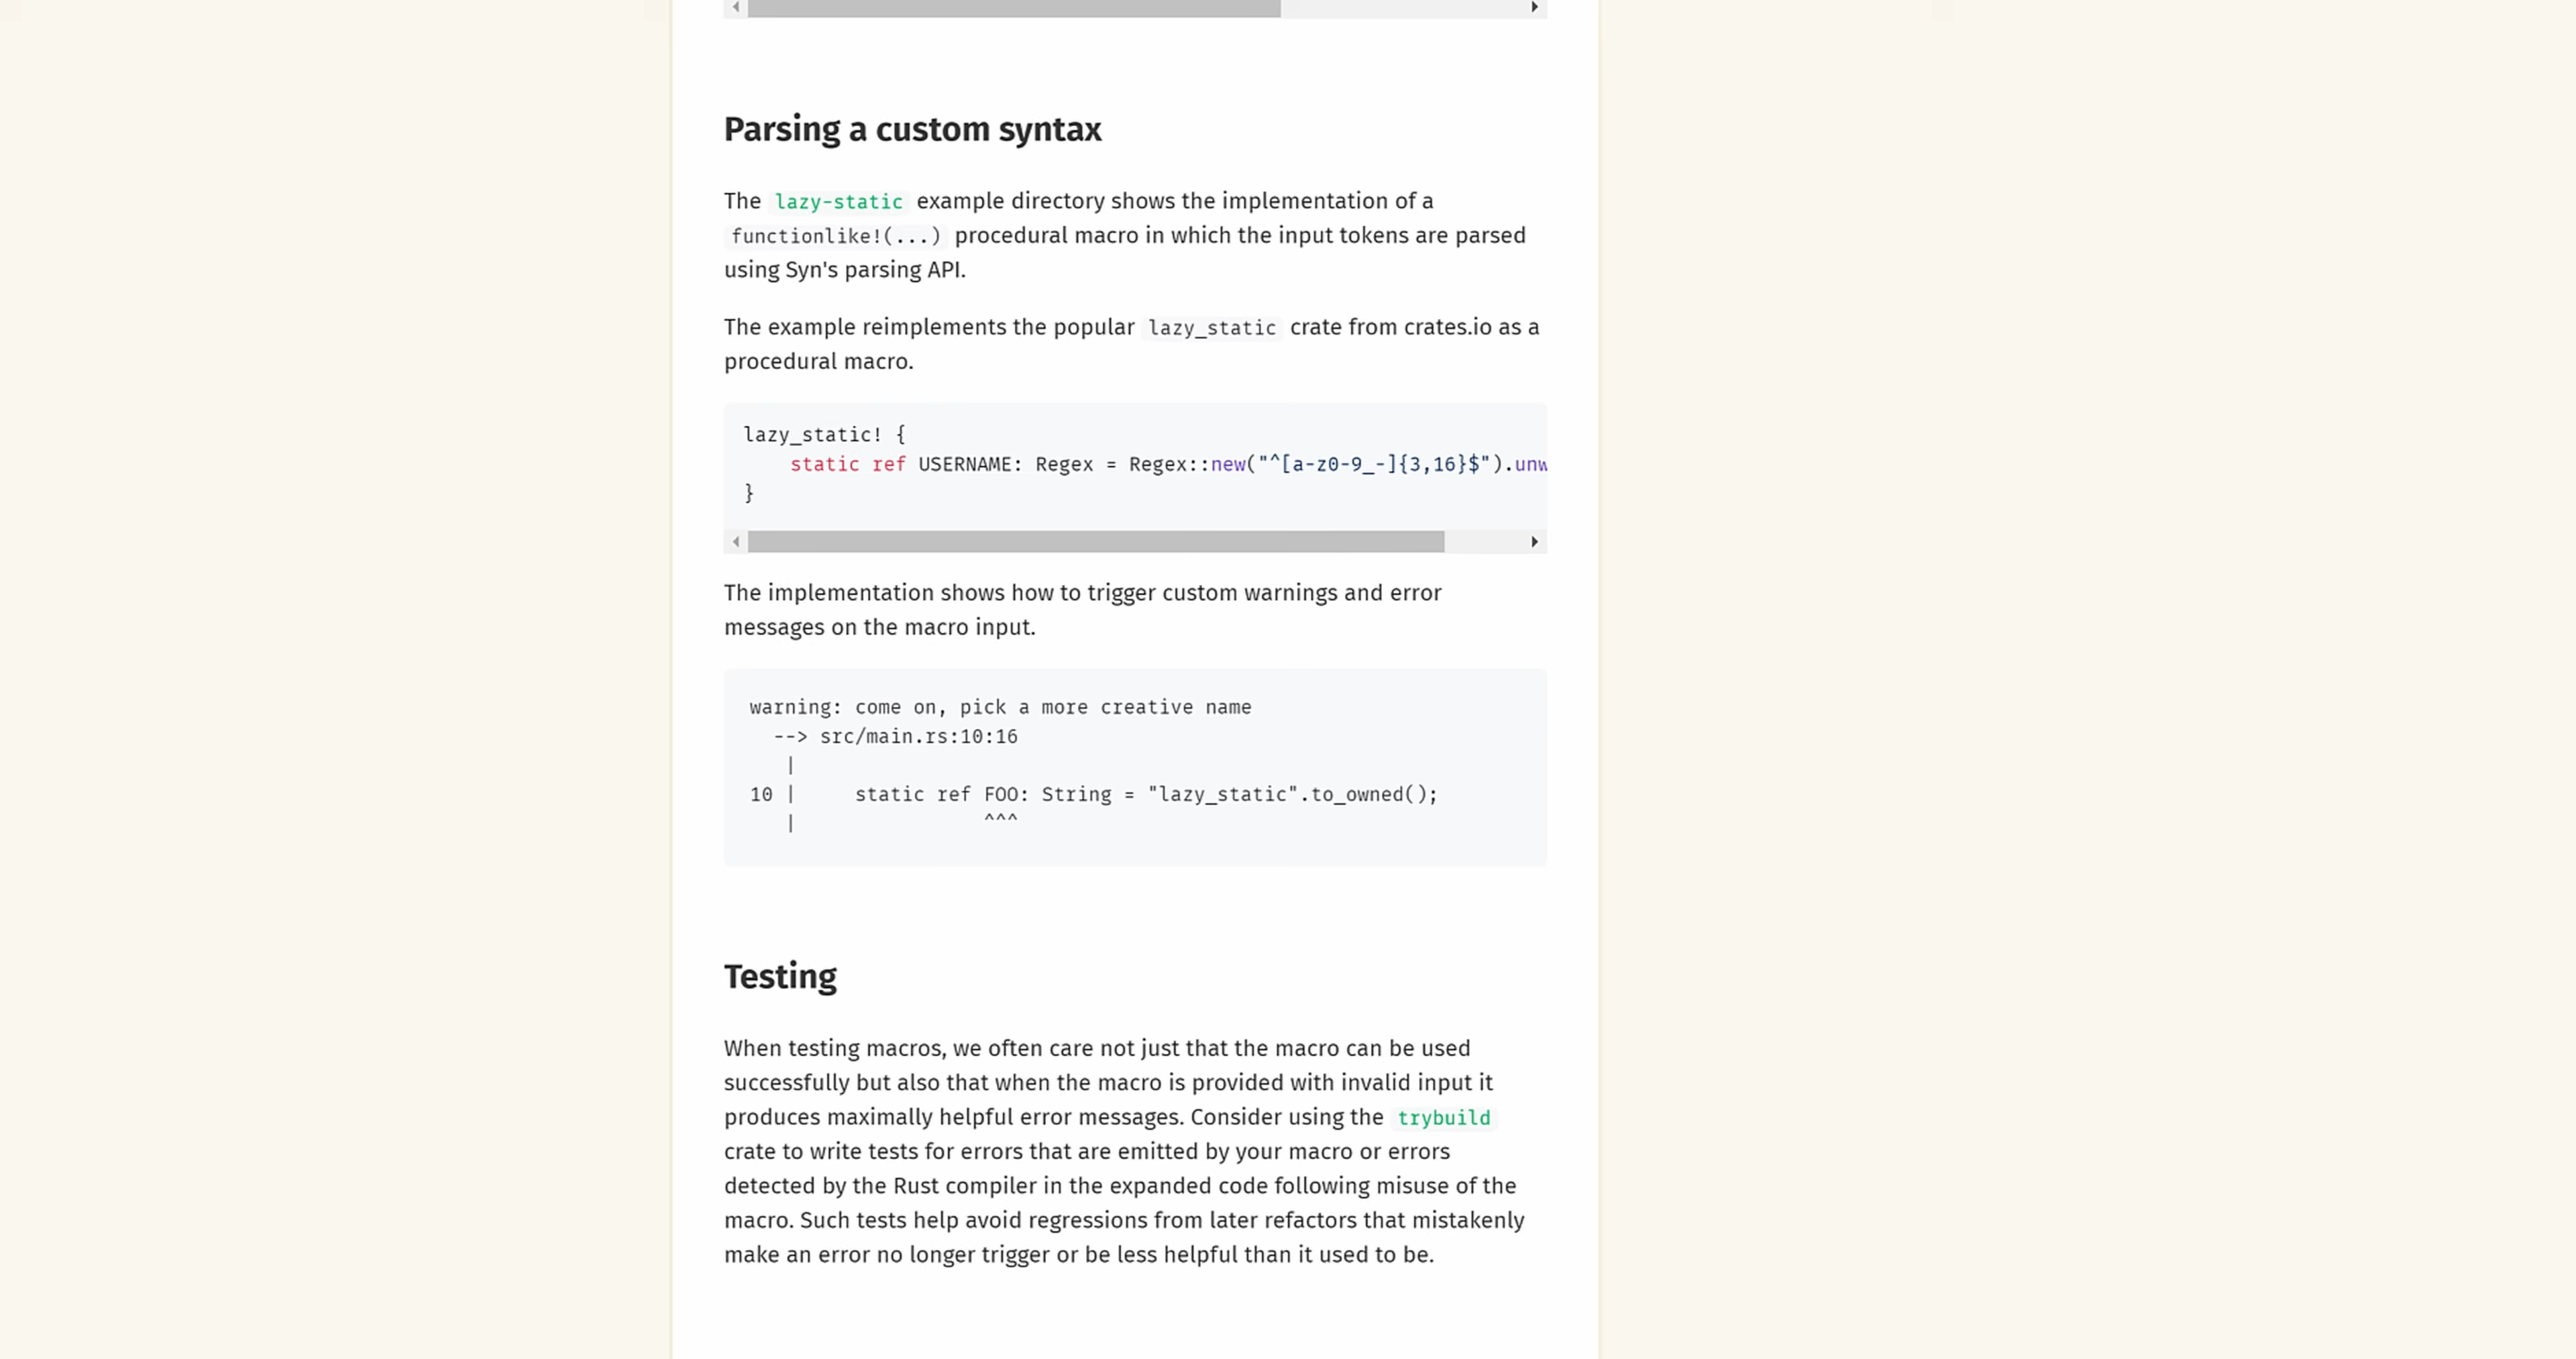 Parsing a custom syntax
The lazy-static example directory shows the implementation of a
functionlike!(...) procedural macro in which the input tokens are parsed
using Syn's parsing API.
The example reimplements the popular lazy_static crate from crates.io as a
procedural macro.
lazy_static! {
    static ref USERNAME: Regex = Regex::new("^[a-z0-9_-]{3,16}$").unw
}
The implementation shows how to trigger custom warnings and error
messages on the macro input.
warning: come on, pick a more creative name
  --> src/main.rs:10:16
   |
10 |     static ref FOO: String = "lazy_static".to_owned();
   |                ^^^
Testing
When testing macros, we often care not just that the macro can be used
successfully but also that when the macro is provided with invalid input it
produces maximally helpful error messages. Consider using the trybuild
crate to write tests for errors that are emitted by your macro or errors
detected by the Rust compiler in the expanded code following misuse of the
macro. Such tests help avoid regressions from later refactors that mistakenly
make an error no longer trigger or be less helpful than it used to be.